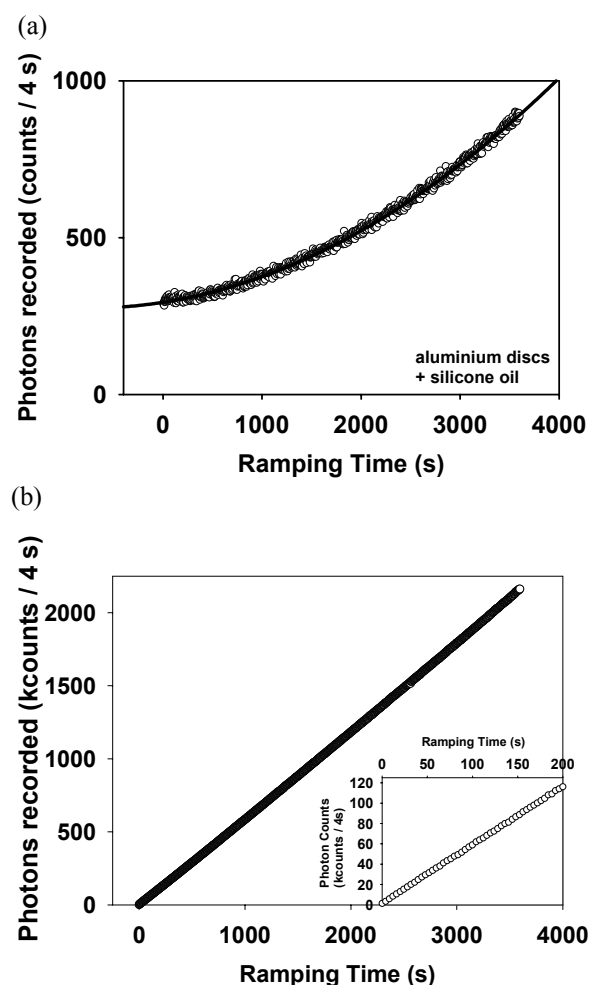 (a)
Photons recorded (counts / 4 s)
1000
500
0
aluminium discs
+ silicone oil
0 1000 2000 3000 4000
Ramping Time (s)
(b)
Photons recorded (kcounts / 4 s)
2000
1500
1000
500
0
Ramping Time (s)
0 50 100 150 200
Photon Counts
(kcounts / 4s)
120
100
80
60
40
20
0
0 1000 2000 3000 4000
Ramping Time (s)